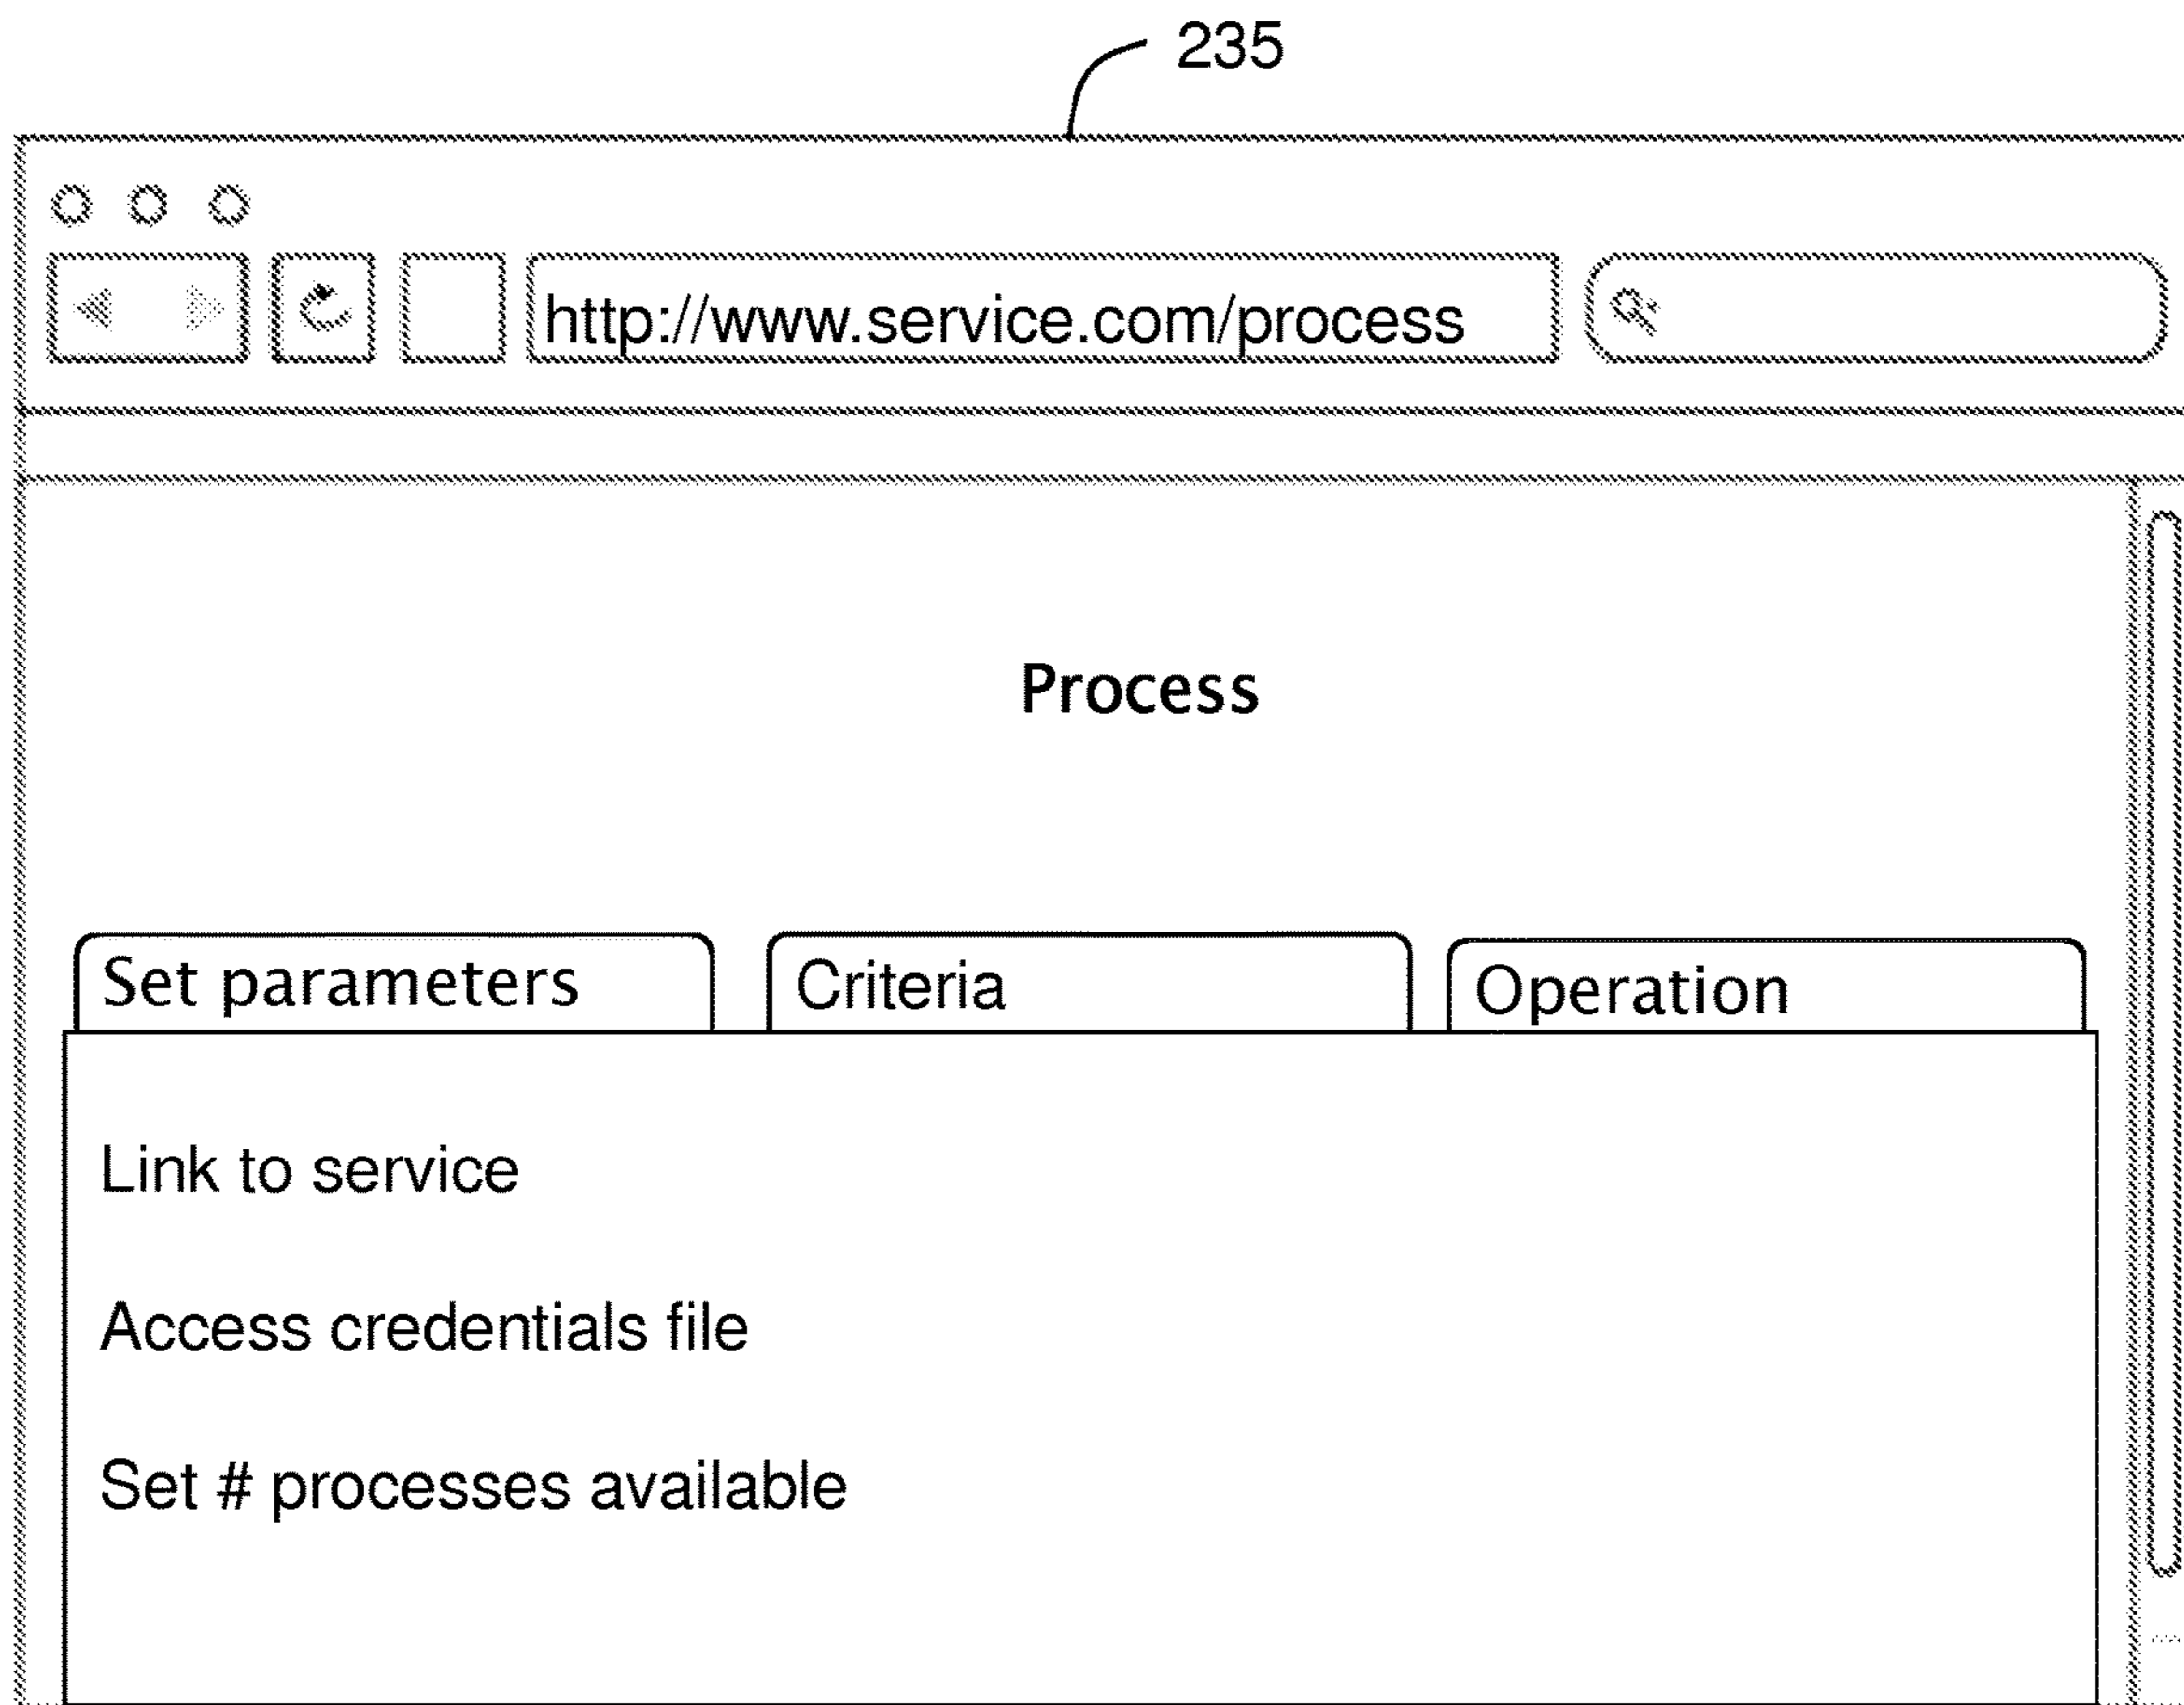 235
http://www.service.com/process
Process
Set parameters
Criteria
Operation
Link to service
Access credentials file
Set # processes available